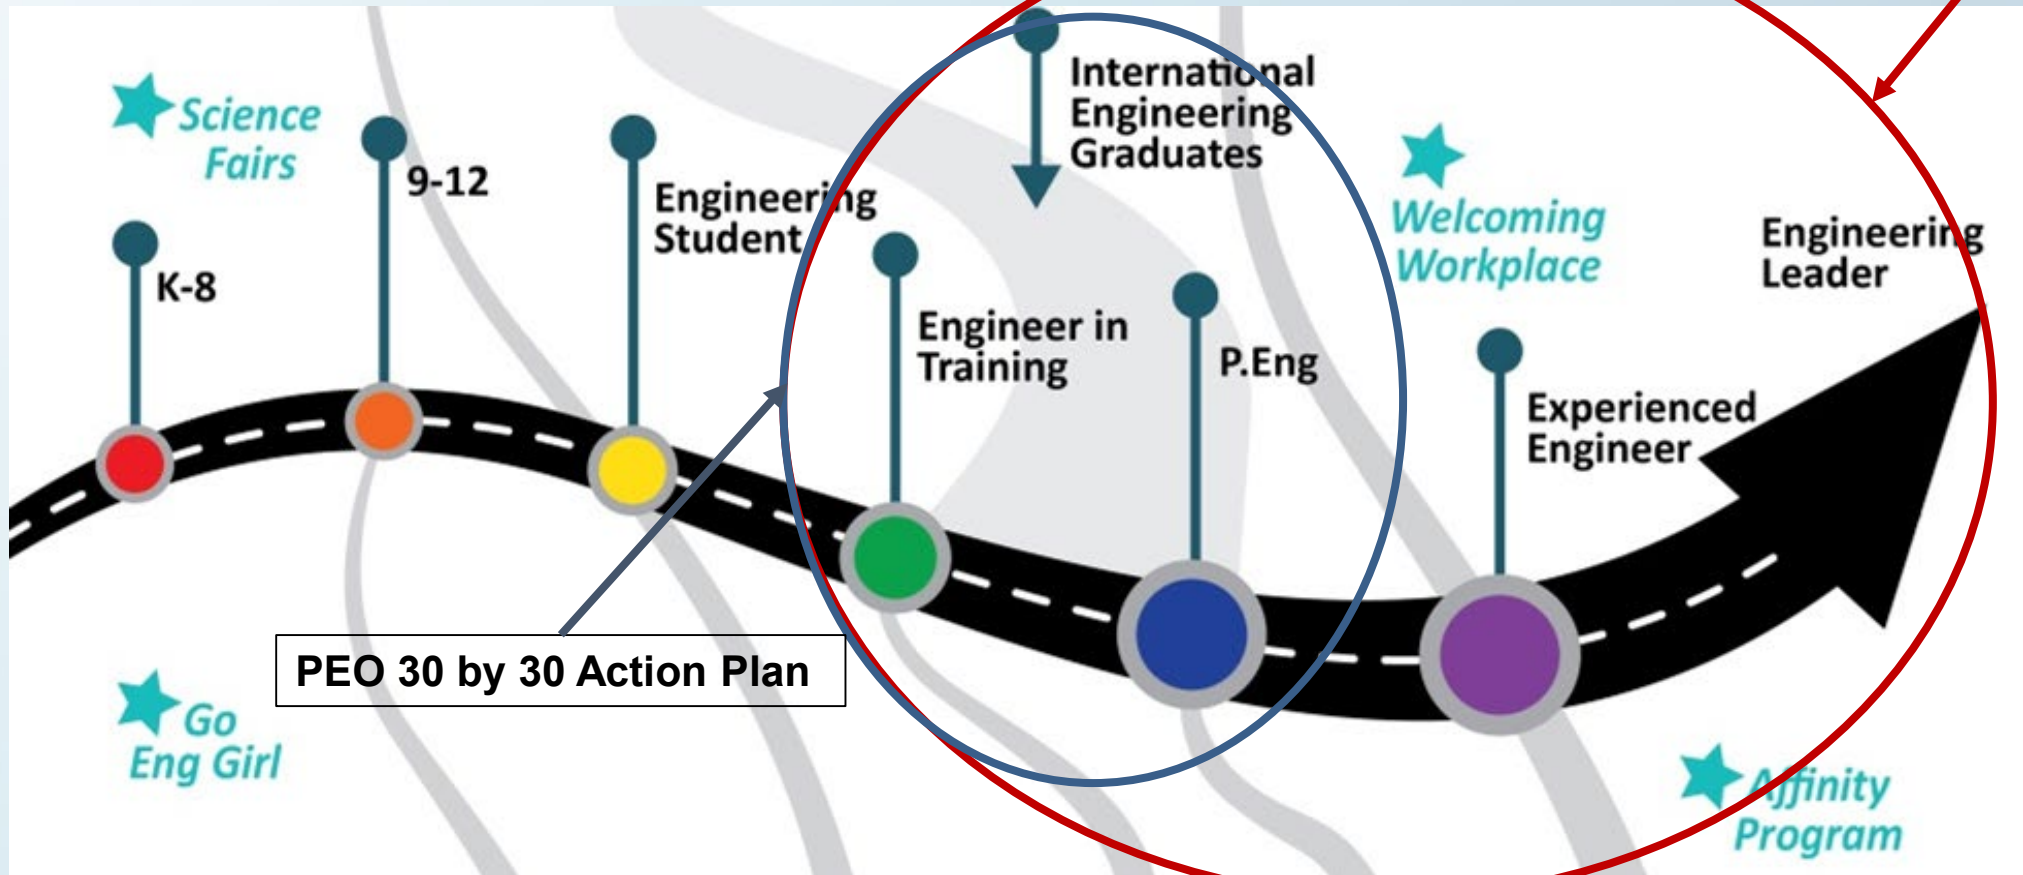 Science
Fairs
K-8
9-12
Engineering
Student
International
Engineering
Graduates
Engineer in
Training
P.Eng
Welcoming
Workplace
Experienced
Engineer
Engineering
Leader
PEO 30 by 30 Action Plan
Go
Eng Girl
Affinity
Program